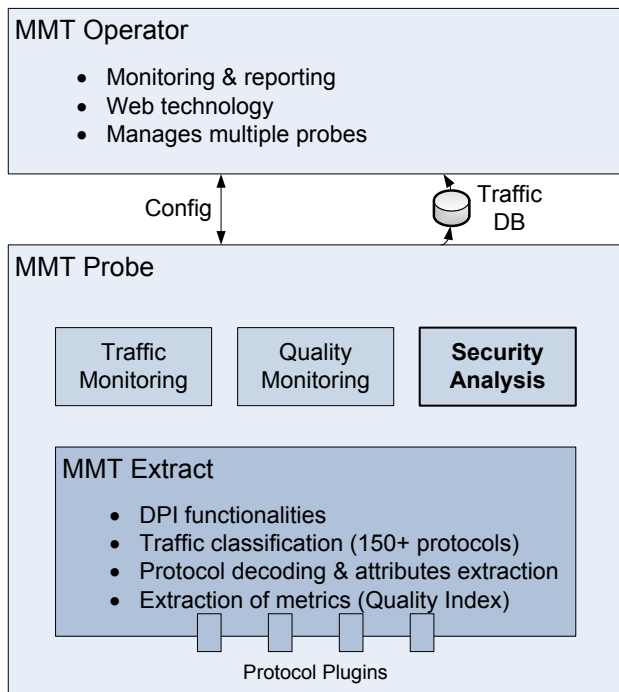 MMT Operator
• Monitoring & reporting
• Web technology
• Manages multiple probes
Config
Traffic
DB
MMT Probe
Traffic
Monitoring
Quality
Monitoring
Security
Analysis
MMT Extract
• DPI functionalities
• Traffic classification (150+ protocols)
• Protocol decoding & attributes extraction
• Extraction of metrics (Quality Index)
Protocol Plugins